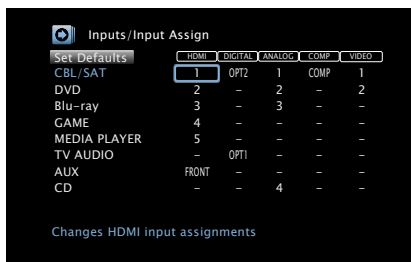 Inputs/Input Assign
Set Defaults HDMI DIGITAL ANALOG COMP VIDEO
CBL/SAT 1 OPT2 1 COMP 1
DVD 2 – 2 – 2
Blu-ray 3 – 3 – –
GAME 4 – – – –
MEDIA PLAYER 5 – – – –
TV AUDIO – OPT1 – – –
AUX FRONT – – – –
CD – – 4 – –
Changes HDMI input assignments